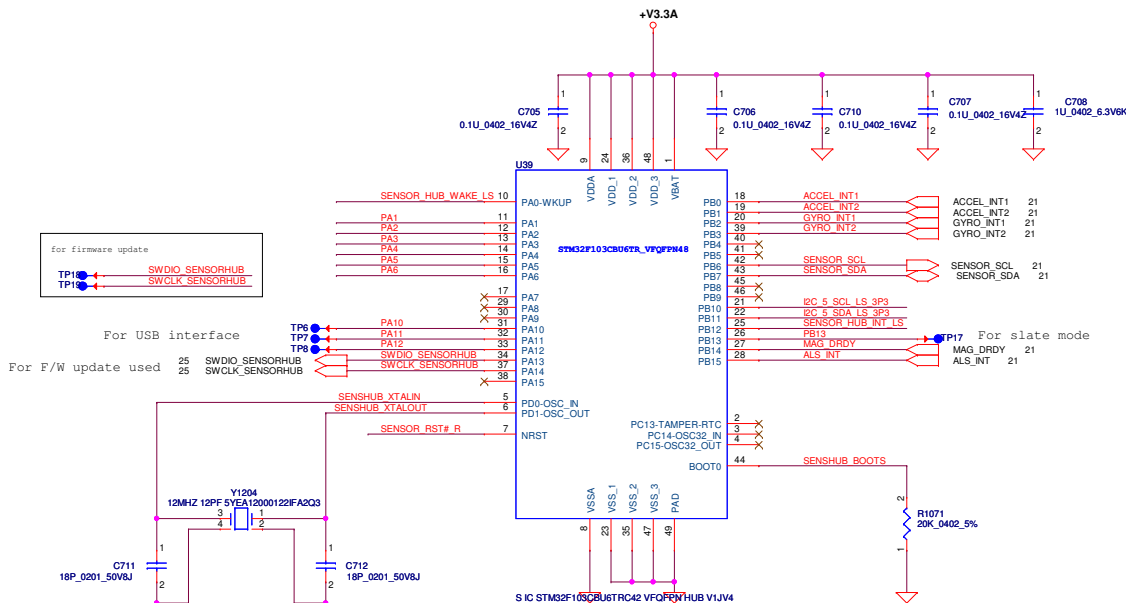 +V3.3A
C705
0.1U_0402_16V4Z
C706
0.1U_0402_16V4Z
C710
0.1U_0402_16V4Z
C707
0.1U_0402_16V4Z
C708
1U_0402_6.3V6K
1
2
1
2
1
2
1
2
1
2
U39
9
24
36
48
1
VDDA
VDD_1
VDD_2
VDD_3
VBAT
STM32F103CBU6TR_VFQFPN48
SENSOR_HUB_WAKE_LS 10 PA0-WKUP
PA1 11 PA1
PA2 12 PA2
PA3 13 PA3
PA4 14 PA4
PA5 15 PA5
PA6 16 PA6
17 PA7
29 PA8
30 PA9
TP6 PA10 31 PA10
TP7 PA11 32 PA11
TP8 PA12 33 PA12
25 SWDIO_SENSORHUB SWDIO_SENSORHUB 34 PA13
25 SWCLK_SENSORHUB SWCLK_SENSORHUB 37 PA14
38 PA15
SENSHUB_XTALIN 5 PD0-OSC_IN
SENSHUB_XTALOUT 6 PD1-OSC_OUT
SENSOR_RST#_R 7 NRST
for firmware update
TP18 SWDIO_SENSORHUB
TP19 SWCLK_SENSORHUB
For USB interface
For F/W update used
PB0 18 ACCEL_INT1 ACCEL_INT1 21
PB1 19 ACCEL_INT2 ACCEL_INT2 21
PB2 20 GYRO_INT1 GYRO_INT1 21
PB3 39 GYRO_INT2 GYRO_INT2 21
PB4 40
PB5 41
PB6 42 SENSOR_SCL SENSOR_SCL 21
PB7 43 SENSOR_SDA SENSOR_SDA 21
PB8 45
PB9 46
PB10 21 I2C_5_SCL_LS_3P3
PB11 22 I2C_5_SDA_LS_3P3
PB12 25 SENSOR_HUB_INT_LS
PB13 26 PB13 TP17
For slate mode
PB14 27 MAG_DRDY MAG_DRDY 21
PB15 28 ALS_INT ALS_INT 21
PC13-TAMPER-RTC 2
PC14-OSC32_IN 3
PC15-OSC32_OUT 4
BOOT0 44 SENSHUB_BOOTS
VSSA
VSS_1
VSS_2
VSS_3
PAD
8
23
35
47
49
2
R1071
20K_0402_5%
1
Y1204
12MHZ 12PF 5YEA12000122IFA2Q3
3 1
4 2
1
C711
18P_0201_50V8J
2
1
C712
18P_0201_50V8J
2
S IC STM32F103CBU6TRC42 VFQFPN HUB V1JV4